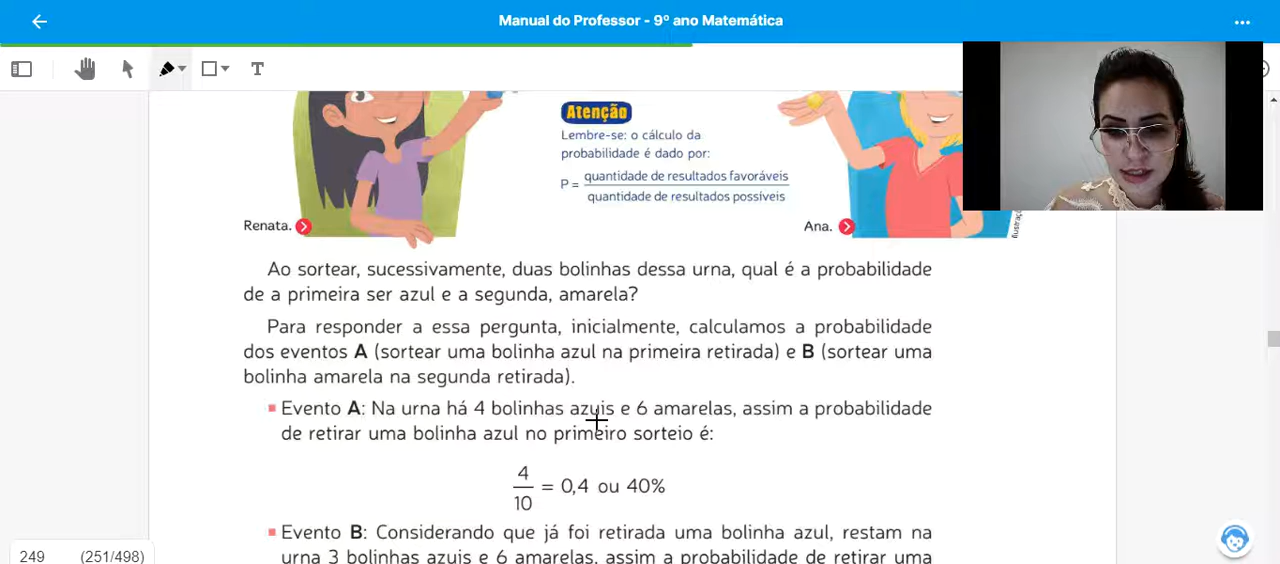 Manual do Professor - 9º ano Matemática
...
T
Atenção
Lembre-se: o cálculo da
probabilidade é dado por:
P = quantidade de resultados favoráveis
quantidade de resultados possíveis
Renata.
Ana.
Ao sortear, sucessivamente, duas bolinhas dessa urna, qual é a probabilidade
de a primeira ser azul e a segunda, amarela?
Para responder a essa pergunta, inicialmente, calculamos a probabilidade
dos eventos A (sortear uma bolinha azul na primeira retirada) e B (sortear uma
bolinha amarela na segunda retirada).
Evento A: Na urna há 4 bolinhas azuis e 6 amarelas, assim a probabilidade
de retirar uma bolinha azul no primeiro sorteio é:
4
10
= 0,4 ou 40%
Evento B: Considerando que já foi retirada uma bolinha azul, restam na
urna 3 bolinhas azuis e 6 amarelas, assim a probabilidade de retirar uma
249 (251/498)